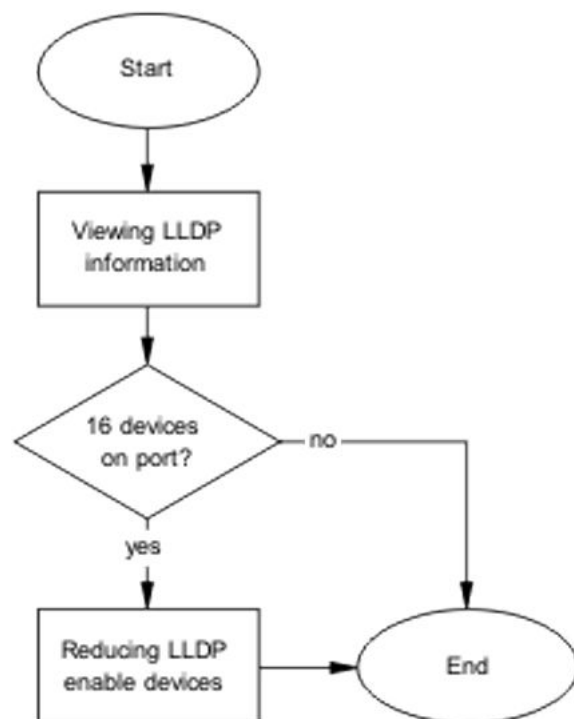 Start
Viewing LLDP
information
16 devices
on port?
no
yes
Reducing LLDP
enable devices
End